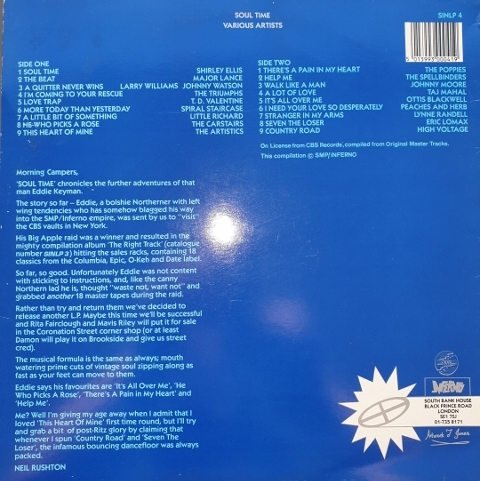 SOUL TIME
VARIOUS ARTISTS
SINLP 4
SIDE ONE
1 SOUL TIME SHIRLEY ELLIS
2 THE BEAT MAJOR LANCE
3 A QUITTER NEVER WINS LARRY WILLIAMS JOHNNY WATSON
4 I'M COMING TO YOUR RESCUE THE TRIUMPHS
5 LOVE TRAP T. D. VALENTINE
6 MORE TODAY THAN YESTERDAY SPIRAL STAIRCASE
7 A LITTLE BIT OF SOMETHING LITTLE RICHARD
8 HE WHO PICKS A ROSE THE CARSTAIRS
9 THIS HEART OF MINE THE ARTISTICS
SIDE TWO
1 THERE'S A PAIN IN MY HEART THE POPPIES
2 HELP ME THE SPELLBINDERS
3 WALK LIKE A MAN JOHNNY MOORE
4 A LOT OF LOVE TAJ MAHAL
5 IT'S ALL OVER ME OTTIS BLACKWELL
6 I NEED YOUR LOVE SO DESPERATELY PEACHES AND HERB
7 STRANGER IN MY ARMS LYNNE RANDELL
8 SEVEN THE LOSER ERIC LOMAX
9 COUNTRY ROAD HIGH VOLTAGE
On License from CBS Records, compiled from Original Master Tracks.
This compilation © SMP/INFERNO
Morning Campers,
'SOUL TIME' chronicles the further adventures of that
man Eddie Keyman.
The story so far – Eddie, a bolshie Northerner with left
wing tendencies who has somehow blagged his way
into the SMP/Inferno empire, was sent by us to "visit"
the CBS vaults in New York.
His Big Apple raid was a winner and resulted in the
mighty compilation album 'The Right Track' (catalogue
number SINLP 3) hitting the sales racks, containing 18
classics from the Columbia, Epic, O-Keh and Date label.
So far, so good. Unfortunately Eddie was not content
with sticking to instructions, and, like the canny
Northern lad he is, thought "waste not, want not" and
grabbed another 18 master tapes during the raid.
Rather than try and return them we've decided to
release another L.P. Maybe this time we'll be successful
and Rita Fairclough and Mavis Riley will put it for sale
in the Coronation Street corner shop (or at least
Damon will play it on Brookside and give us street
cred).
The musical formula is the same as always; mouth
watering prime cuts of vintage soul zipping along as
fast as your feet can move to them.
Eddie says his favourites are 'It's All Over Me', 'He
Who Picks A Rose', 'There's A Pain in My Heart' and
'Help Me'.
Me? Well I'm giving my age away when I admit that I
loved 'This Heart Of Mine' first time round, but I'll try
and grab a bit of post-Ritz glory by claiming that
whenever I spun 'Country Road' and 'Seven The
Loser', the infamous bouncing dancefloor was always
packed.
NEIL RUSHTON
INFERNO
SOUTH BANK HOUSE
BLACK PRINCE ROAD
LONDON
SE1 7SJ
01-735 8171